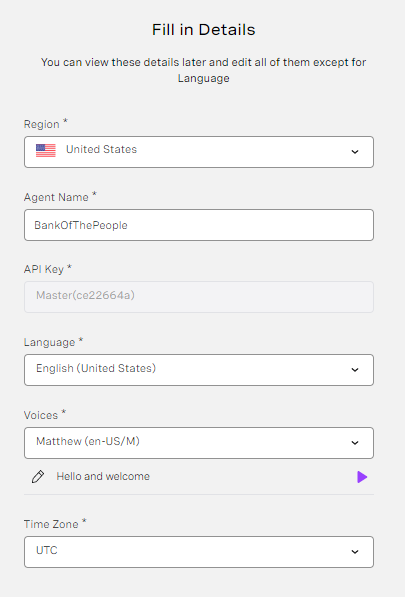 Fill in Details
You can view these details later and edit all of them except for
Language
Region *
United States
Agent Name *
BankOfThePeople
API Key *
Master(ce22664a)
Language *
English (United States)
Voices *
Matthew (en-US/M)
Hello and welcome
Time Zone *
UTC